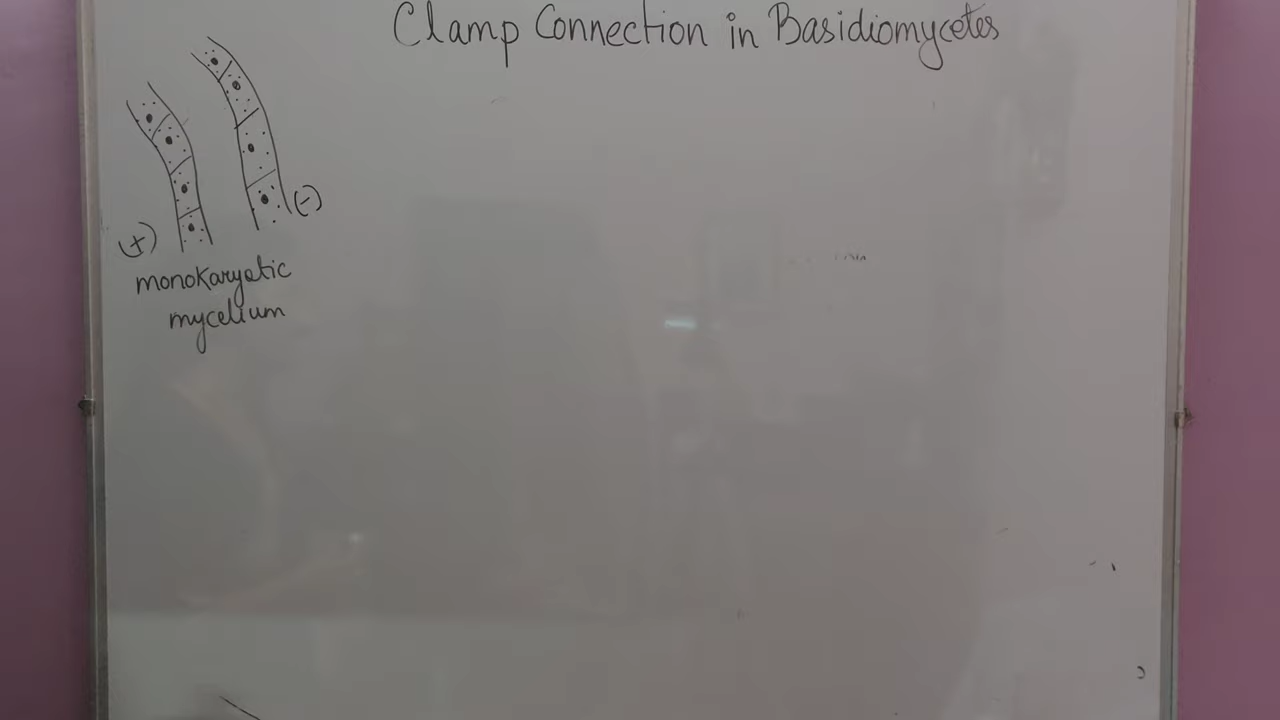 Clamp Connection in Basidiomycetes
(-)
(+)
monokaryotic
mycelium